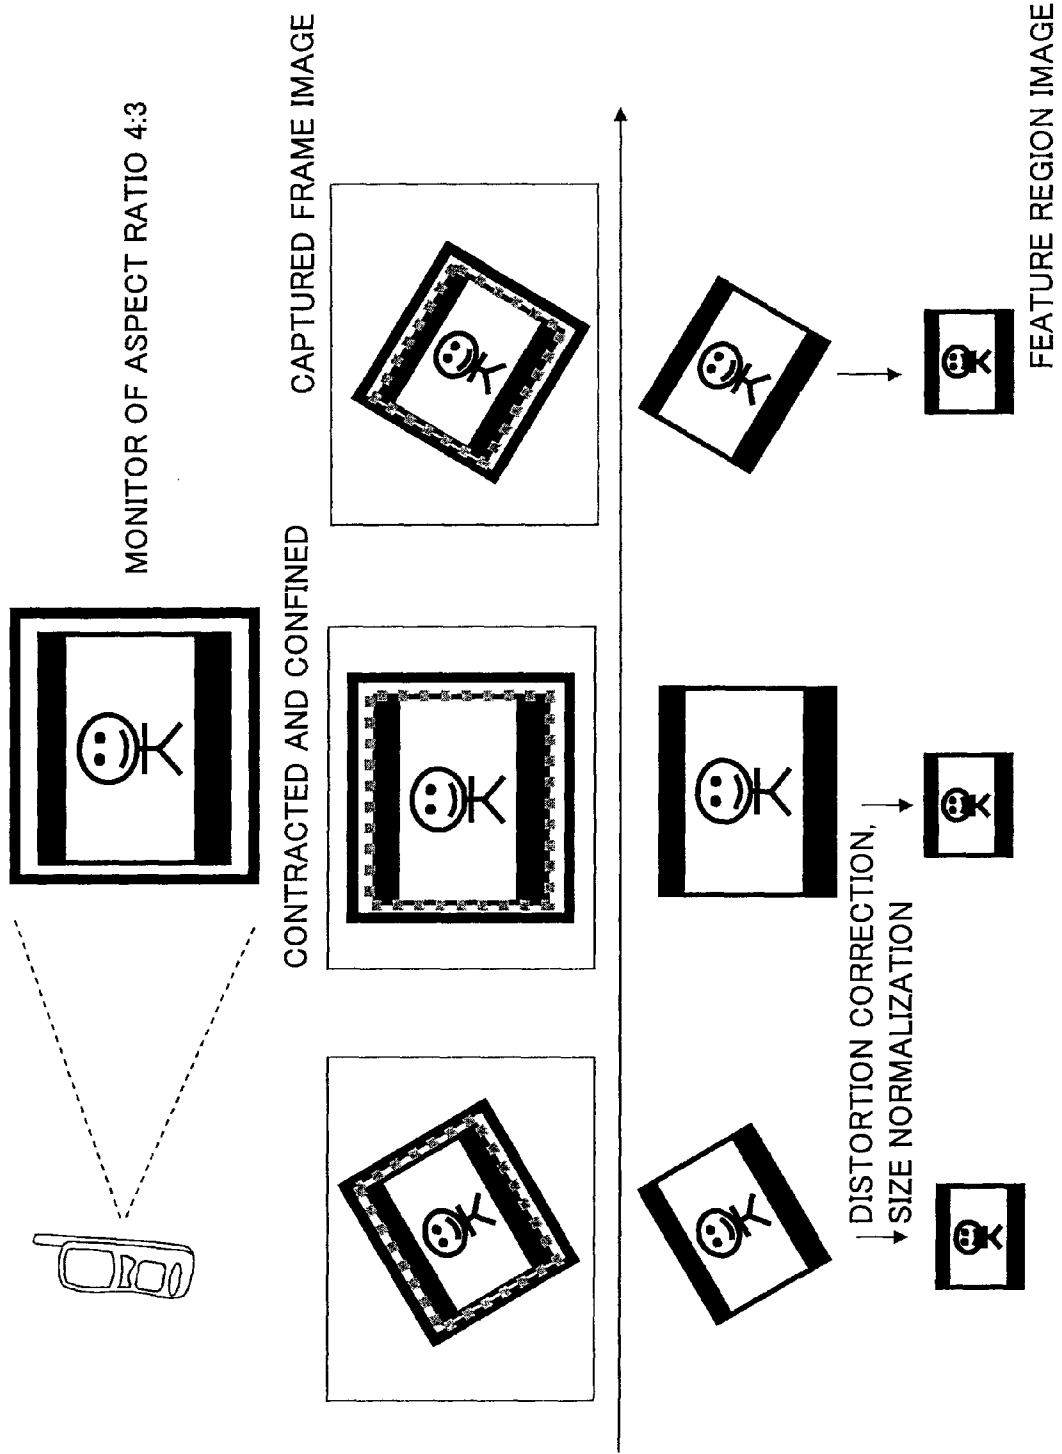 MONITOR OF ASPECT RATIO 4:3
CONTRACTED AND CONFINED
CAPTURED FRAME IMAGE
DISTORTION CORRECTION,
SIZE NORMALIZATION
FEATURE REGION IMAGE